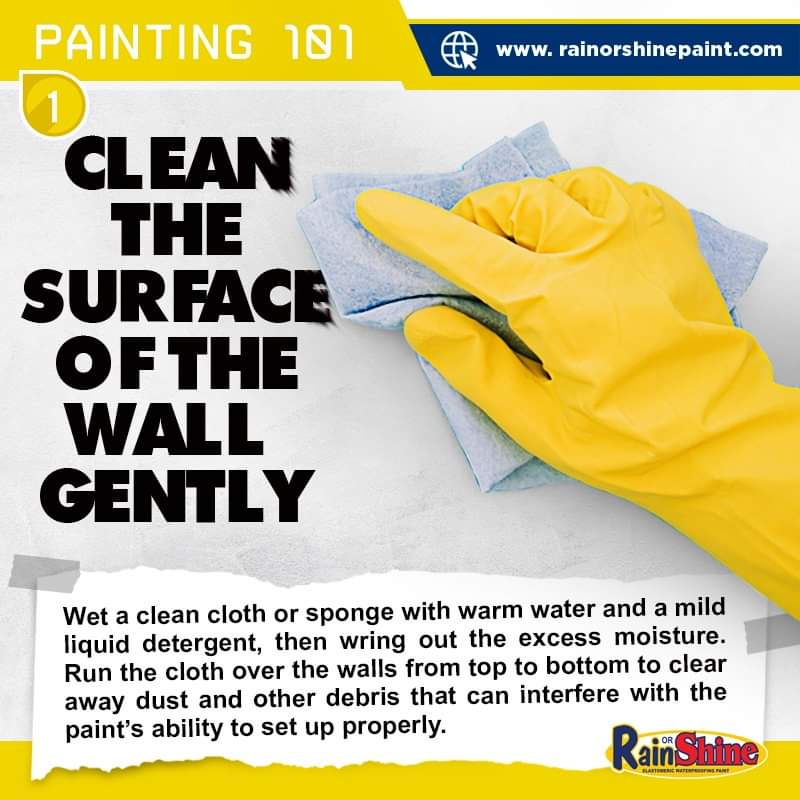 PAINTING 101
www. rainorshinepaint.com
1
CLEAN
THE
SURFACE
OF THE
WALL
GENTLY
Wet a clean cloth or sponge with warm water and a mild
liquid detergent, then wring out the excess moisture.
Run the cloth over the walls from top to bottom to clear
away dust and other debris that can interfere with the
paint's ability to set up properly.
Rain OR Shine
ELASTOMERIC WATERPROOFING PAINT